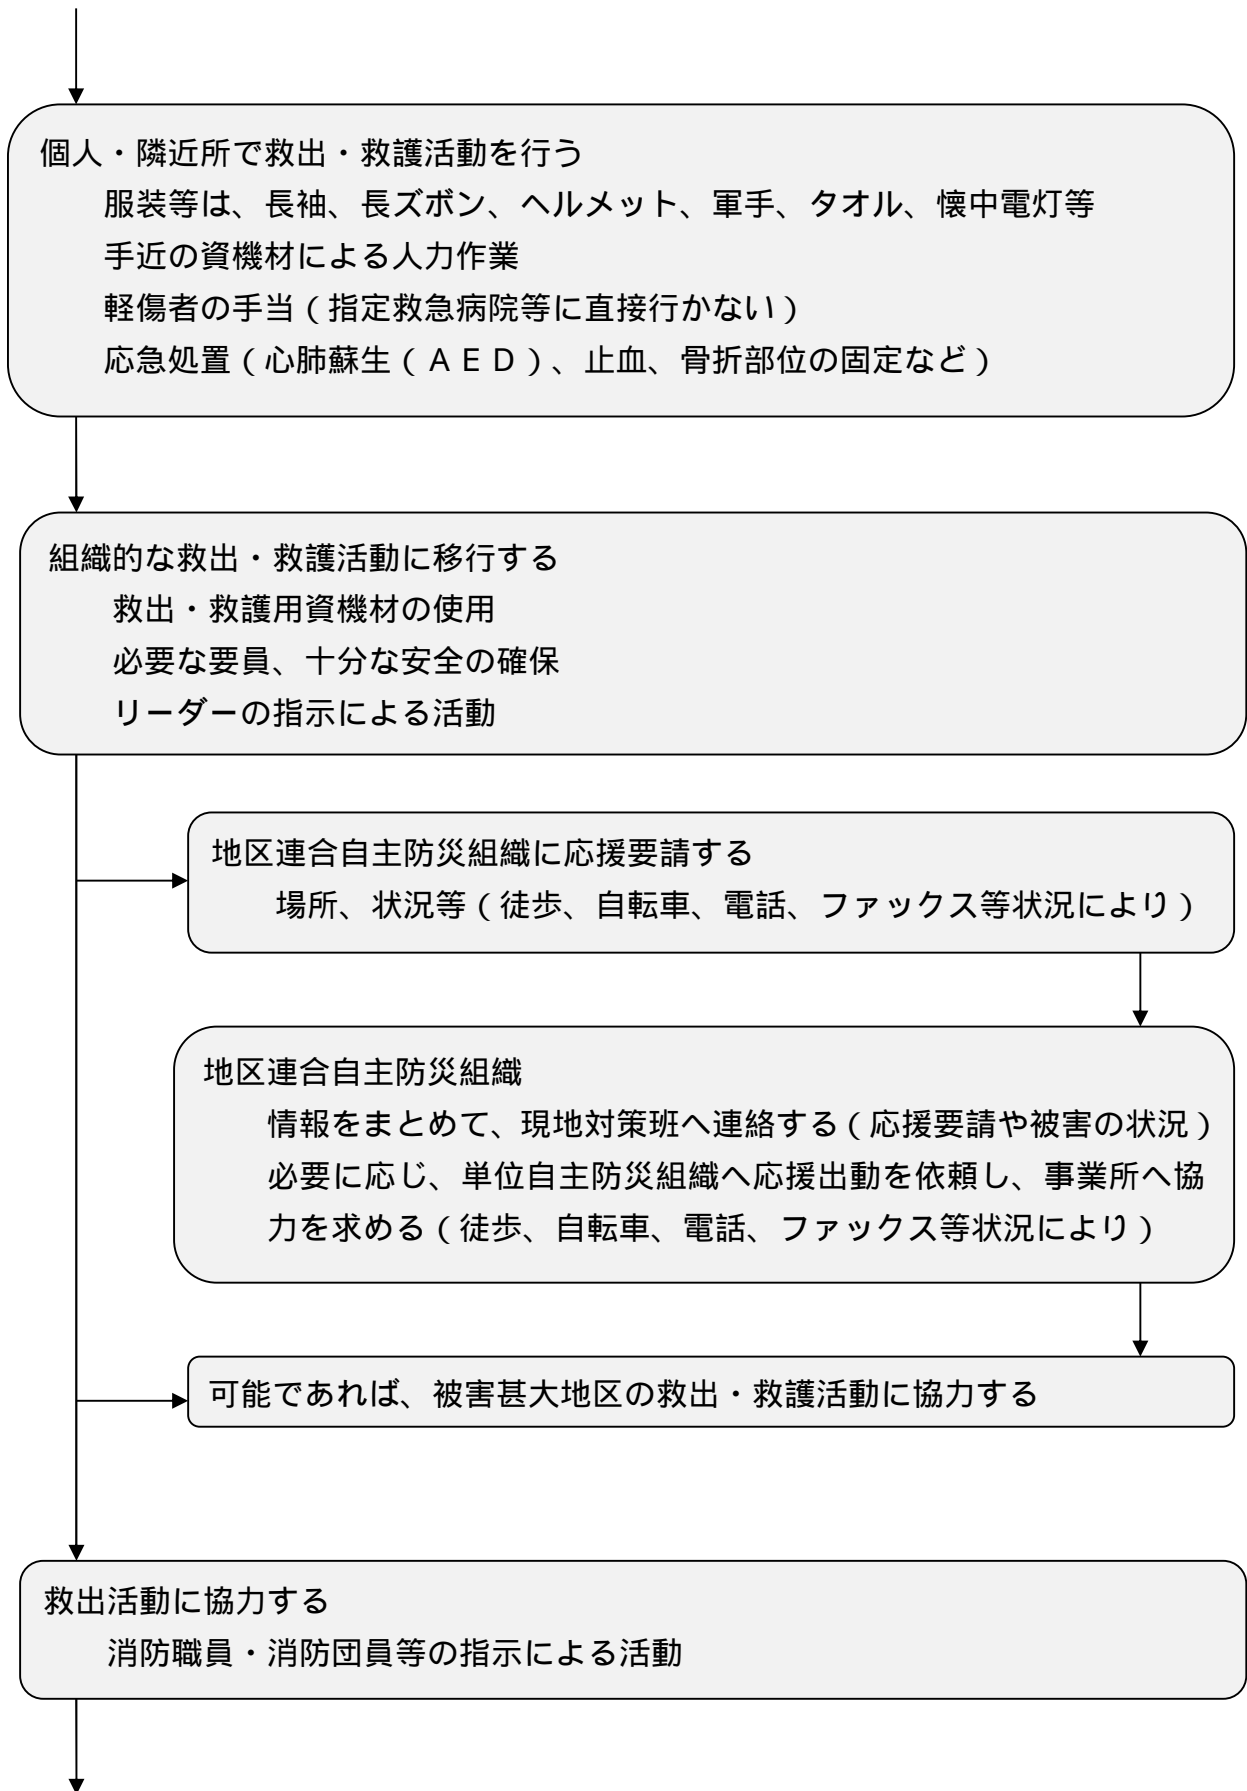 個人・隣近所で救出・救護活動を行う
服装等は、長袖、長ズボン、ヘルメット、軍手、タオル、懐中電灯等
手近の資機材による人力作業
軽傷者の手当（指定救急病院等に直接行かない）
応急処置（心肺蘇生（ＡＥＤ）、止血、骨折部位の固定など）
組織的な救出・救護活動に移行する
救出・救護用資機材の使用
必要な要員、十分な安全の確保
リーダーの指示による活動
地区連合自主防災組織に応援要請する
場所、状況等（徒歩、自転車、電話、ファックス等状況により）
地区連合自主防災組織
情報をまとめて、現地対策班へ連絡する（応援要請や被害の状況）
必要に応じ、単位自主防災組織へ応援出動を依頼し、事業所へ協
力を求める（徒歩、自転車、電話、ファックス等状況により）
可能であれば、被害甚大地区の救出・救護活動に協力する
救出活動に協力する
消防職員・消防団員等の指示による活動